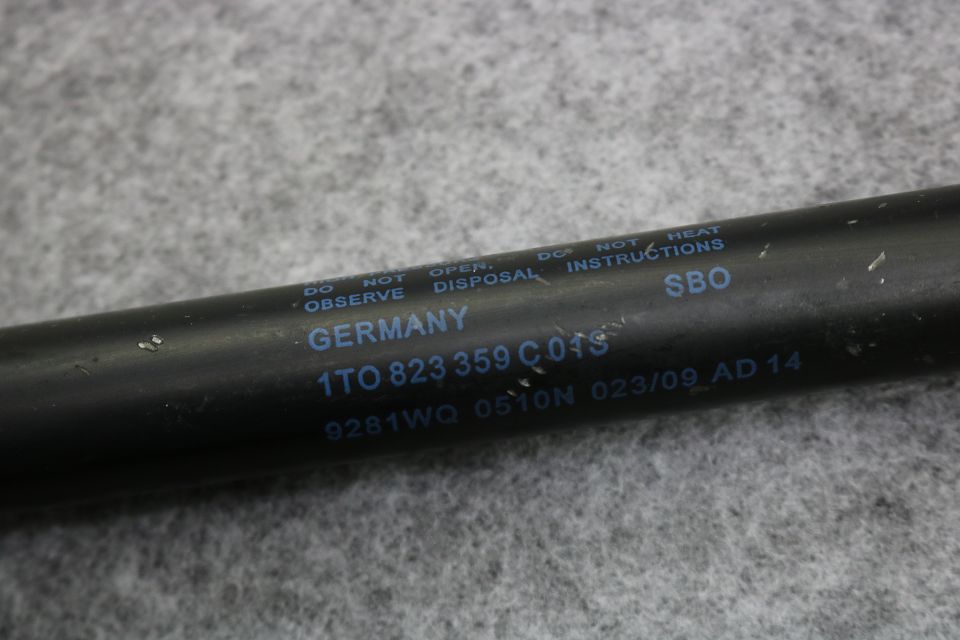 DO NOT OPEN. DO NOT HEAT
OBSERVE DISPOSAL INSTRUCTIONS
GERMANY SBO
1TO 823 359 C 01S
9281WQ 0510N 023/09 AD 14